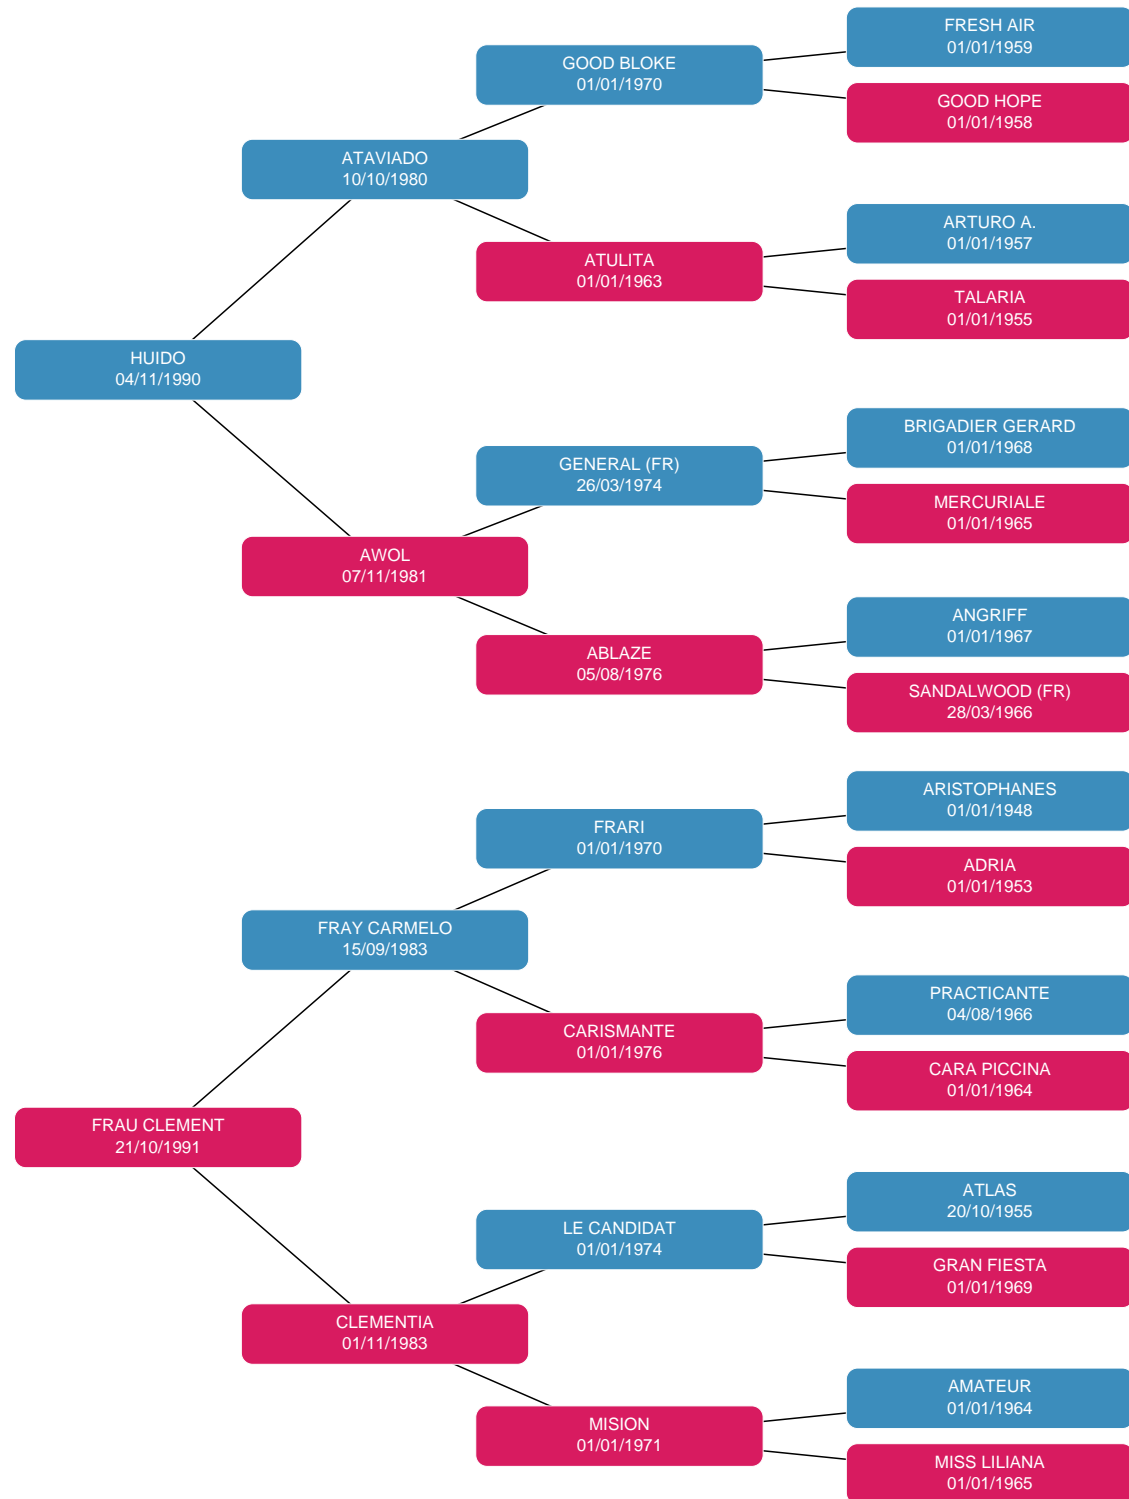 FRESH AIR
01/01/1959
GOOD BLOKE
01/01/1970
GOOD HOPE
01/01/1958
ATAVIADO
10/10/1980
ARTURO A.
01/01/1957
ATULITA
01/01/1963
TALARIA
01/01/1955
HUIDO
04/11/1990
BRIGADIER GERARD
01/01/1968
GENERAL (FR)
26/03/1974
MERCURIALE
01/01/1965
AWOL
07/11/1981
ANGRIFF
01/01/1967
ABLAZE
05/08/1976
SANDALWOOD (FR)
28/03/1966
ARISTOPHANES
01/01/1948
FRARI
01/01/1970
ADRIA
01/01/1953
FRAY CARMELO
15/09/1983
PRACTICANTE
04/08/1966
CARISMANTE
01/01/1976
CARA PICCINA
01/01/1964
FRAU CLEMENT
21/10/1991
ATLAS
20/10/1955
LE CANDIDAT
01/01/1974
GRAN FIESTA
01/01/1969
CLEMENTIA
01/11/1983
AMATEUR
01/01/1964
MISION
01/01/1971
MISS LILIANA
01/01/1965